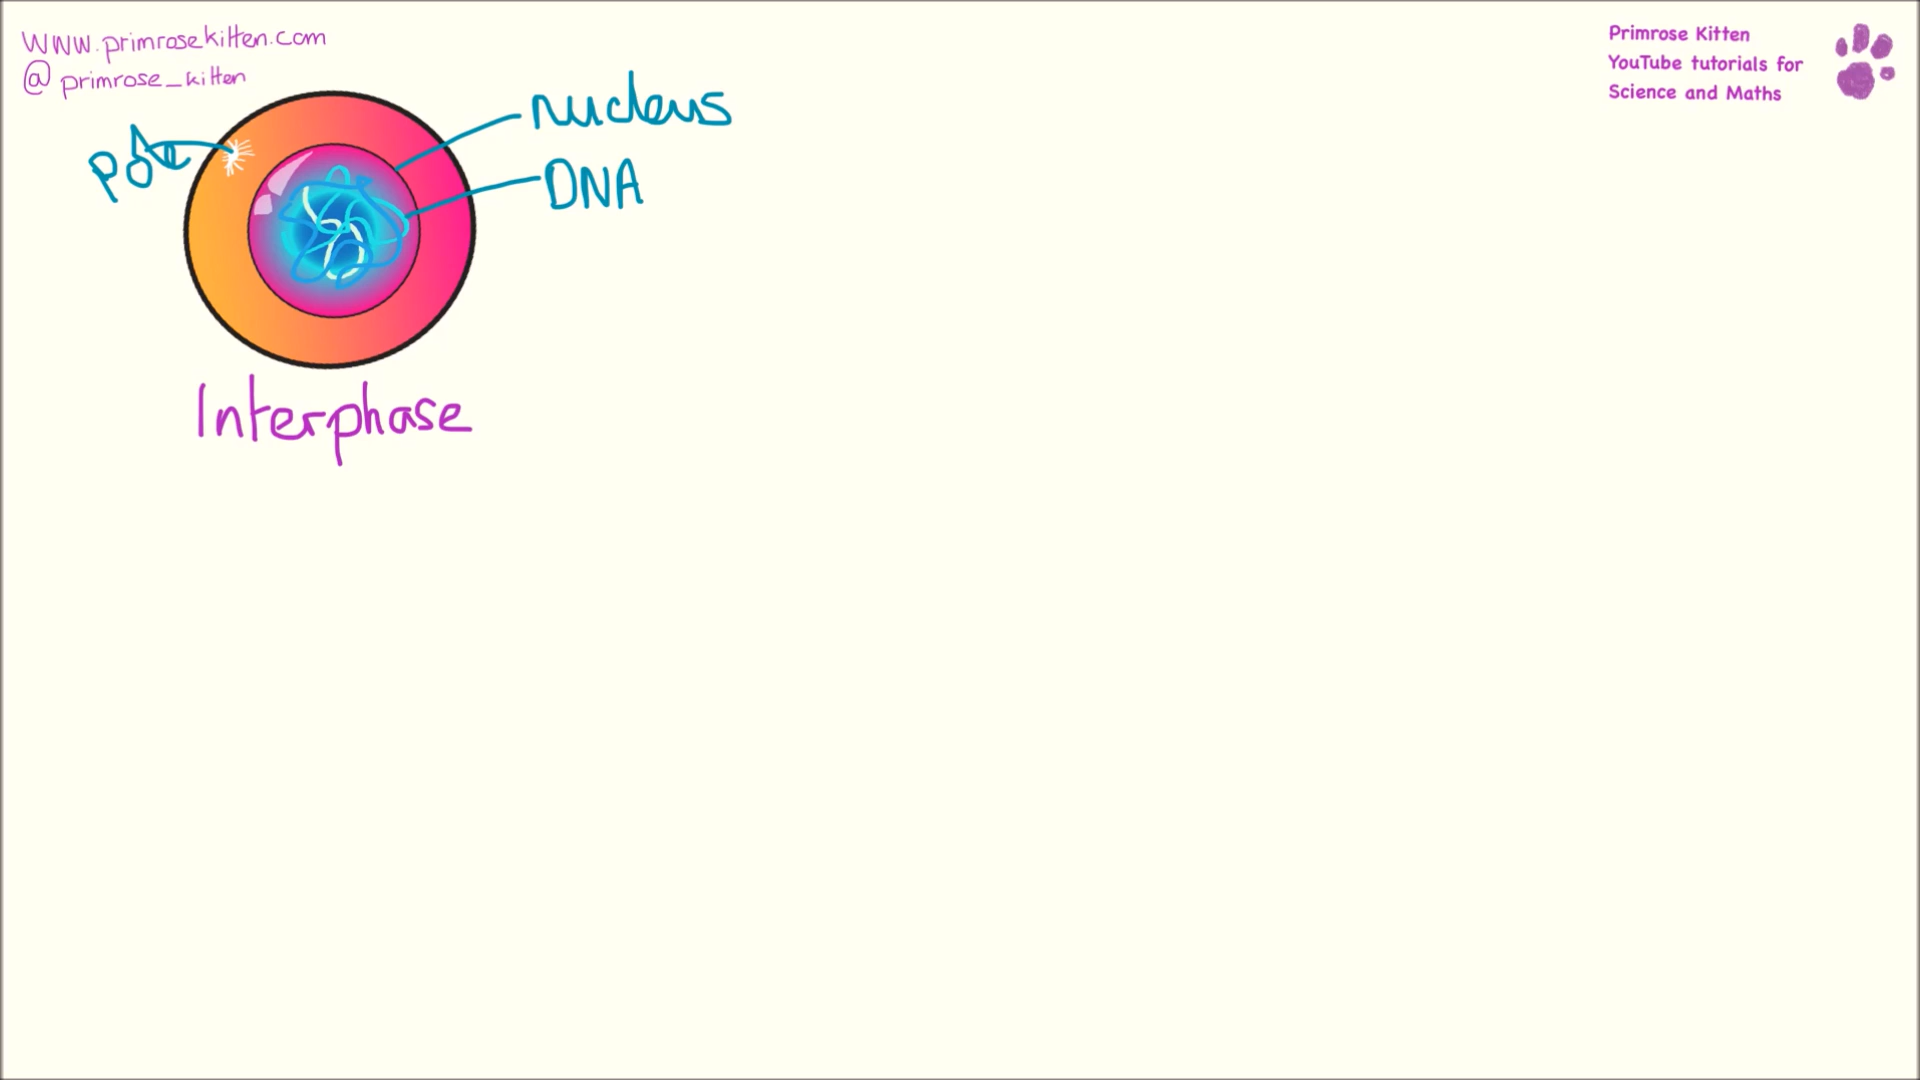 www.primrosekitten.com
@primrose_kitten
Primrose Kitten
YouTube tutorials for
Science and Maths
nucleus
pole
DNA
Interphase